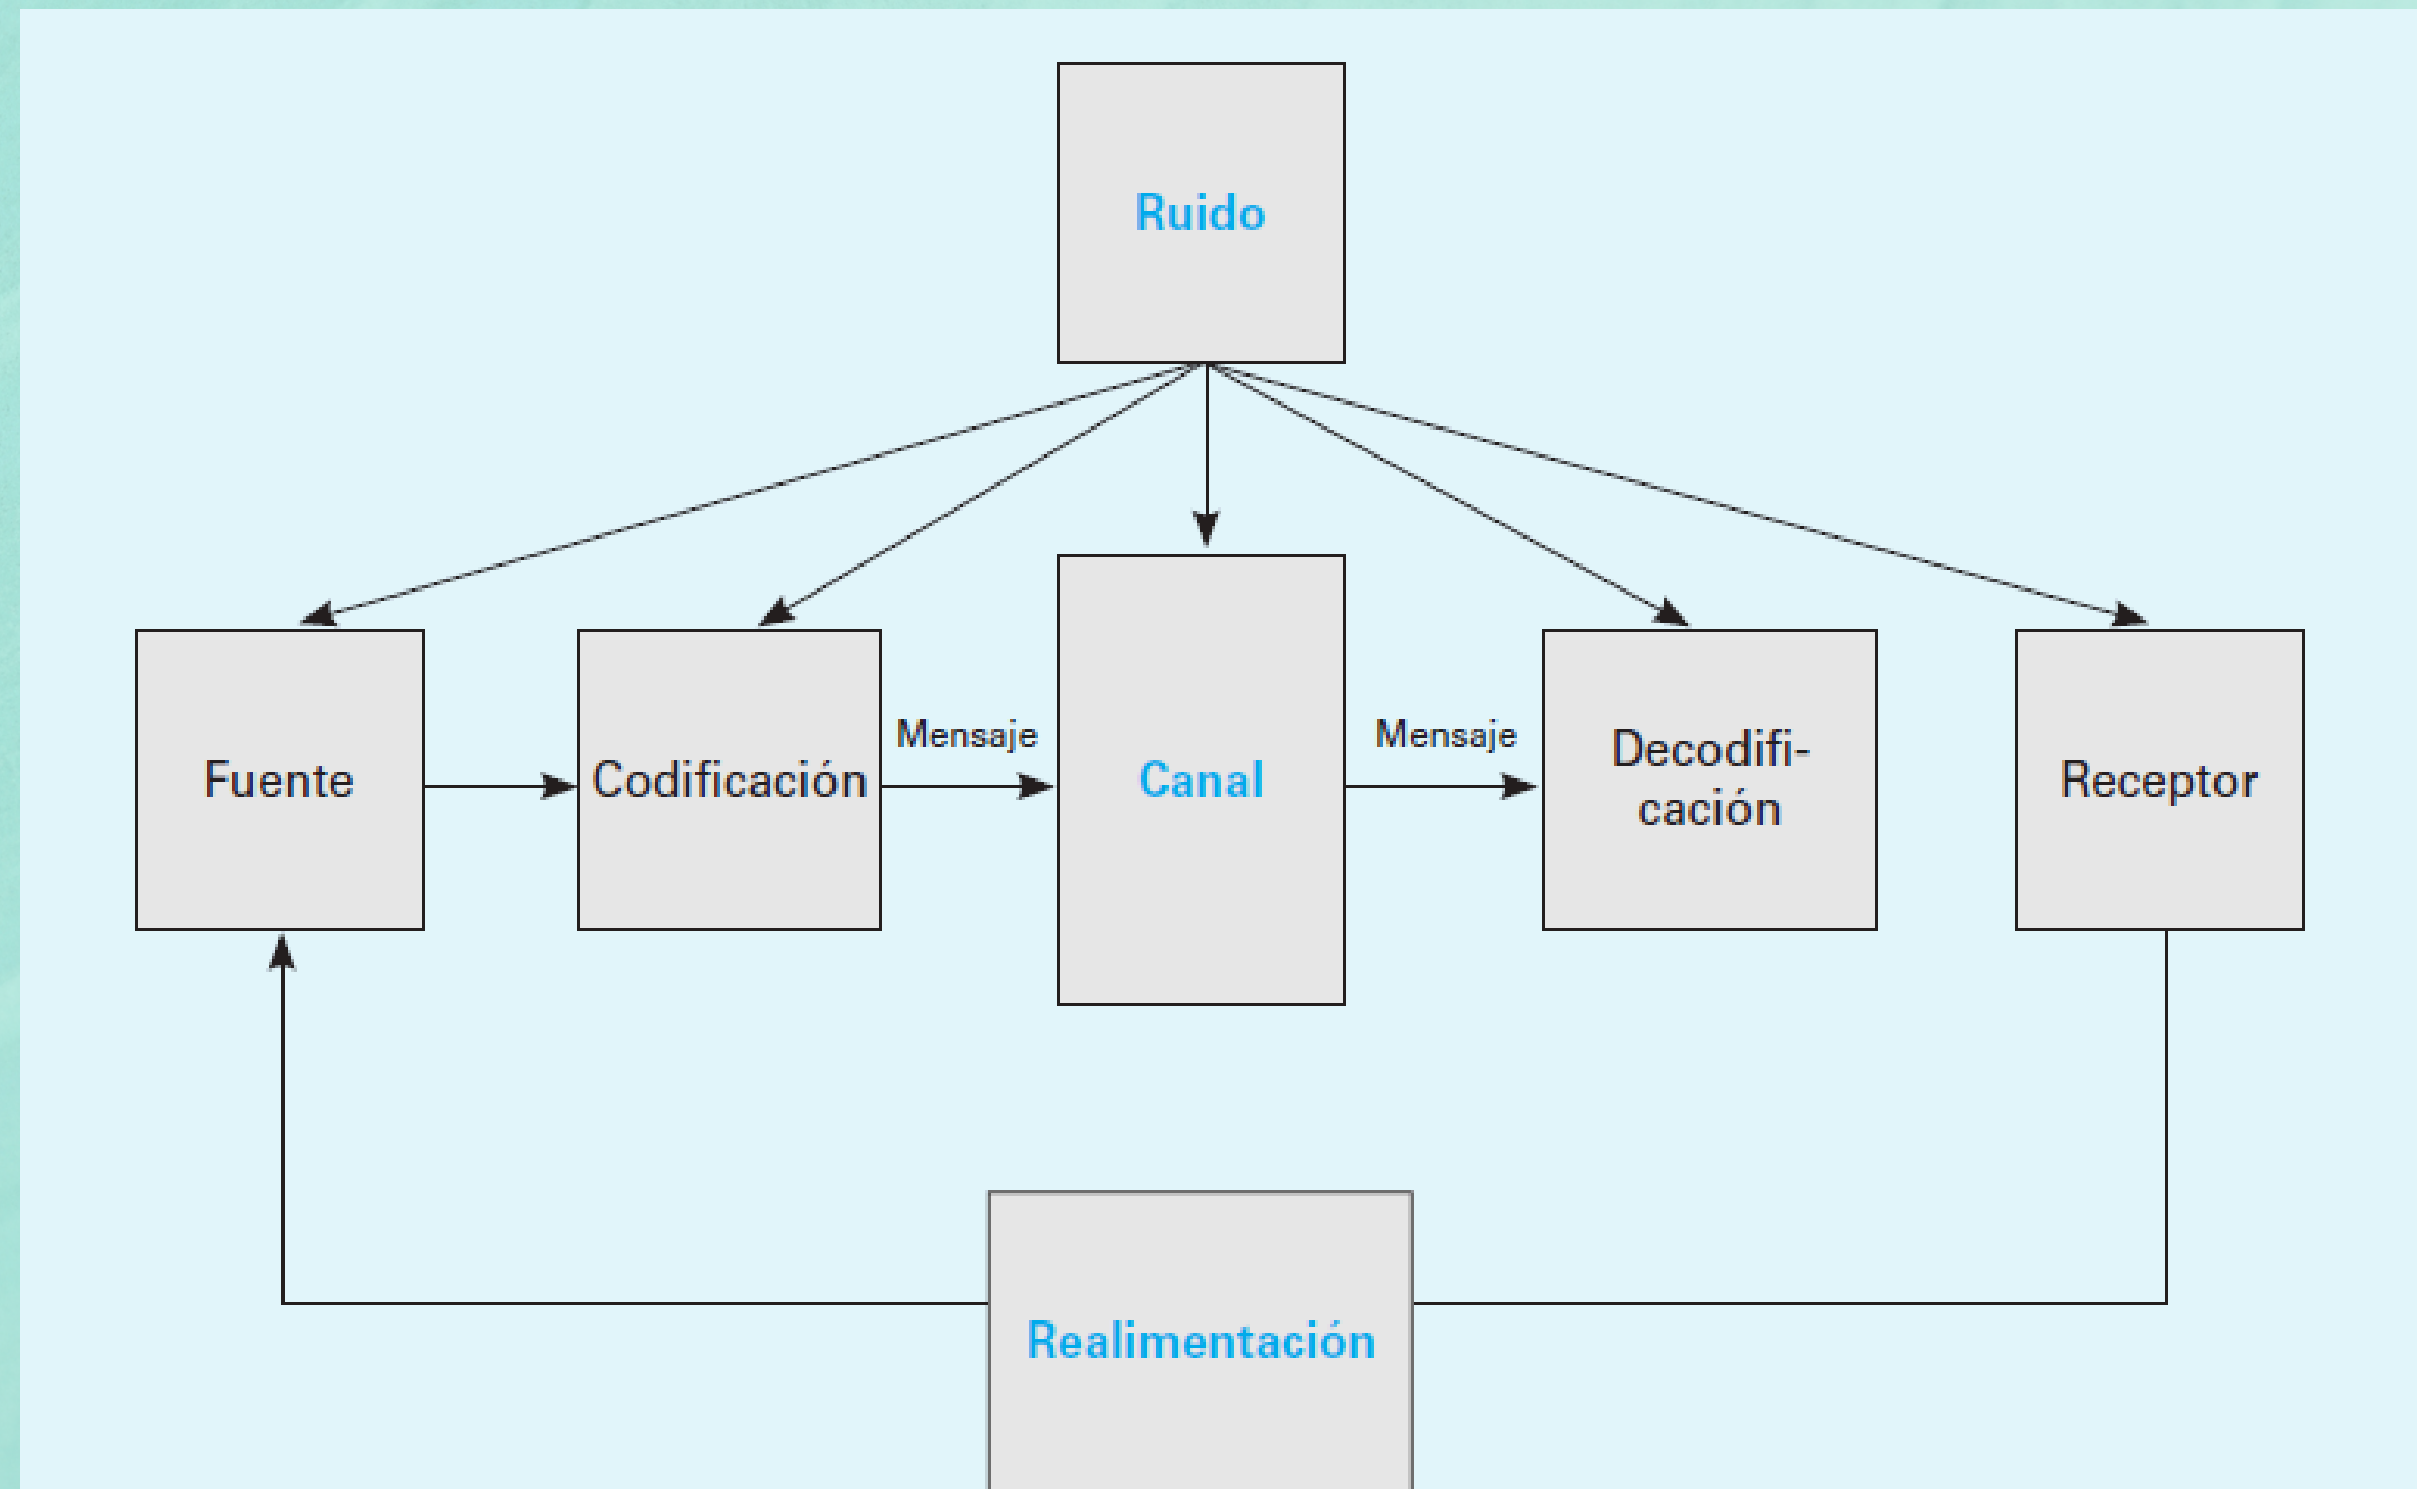 Ruido
Fuente
Codificación
Mensaje
Canal
Mensaje
Decodifi-
cación
Receptor
Realimentación